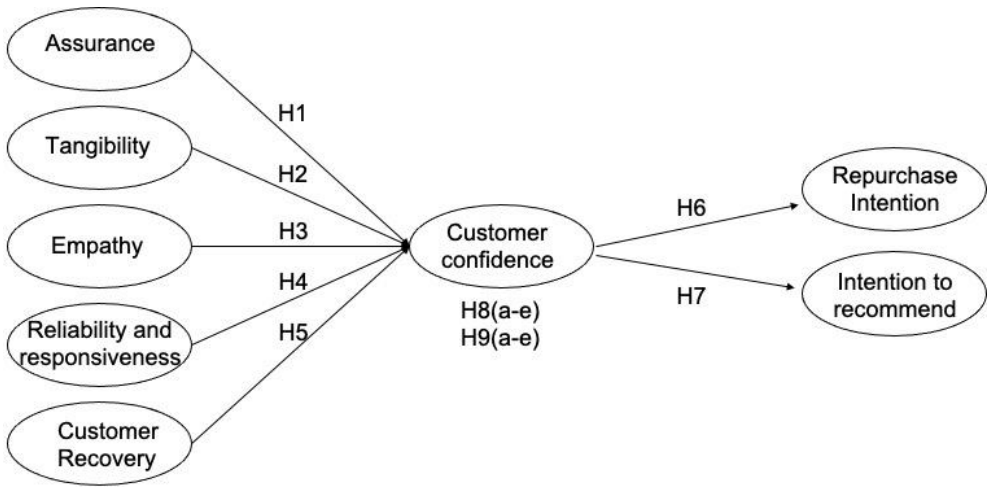 Assurance
H1
Tangibility
H2
Empathy
H3
Reliability and
responsiveness
H4
Customer
Recovery
H5
Customer
confidence
H8(a-e)
H9(a-e)
H6
Repurchase
Intention
H7
Intention to
recommend